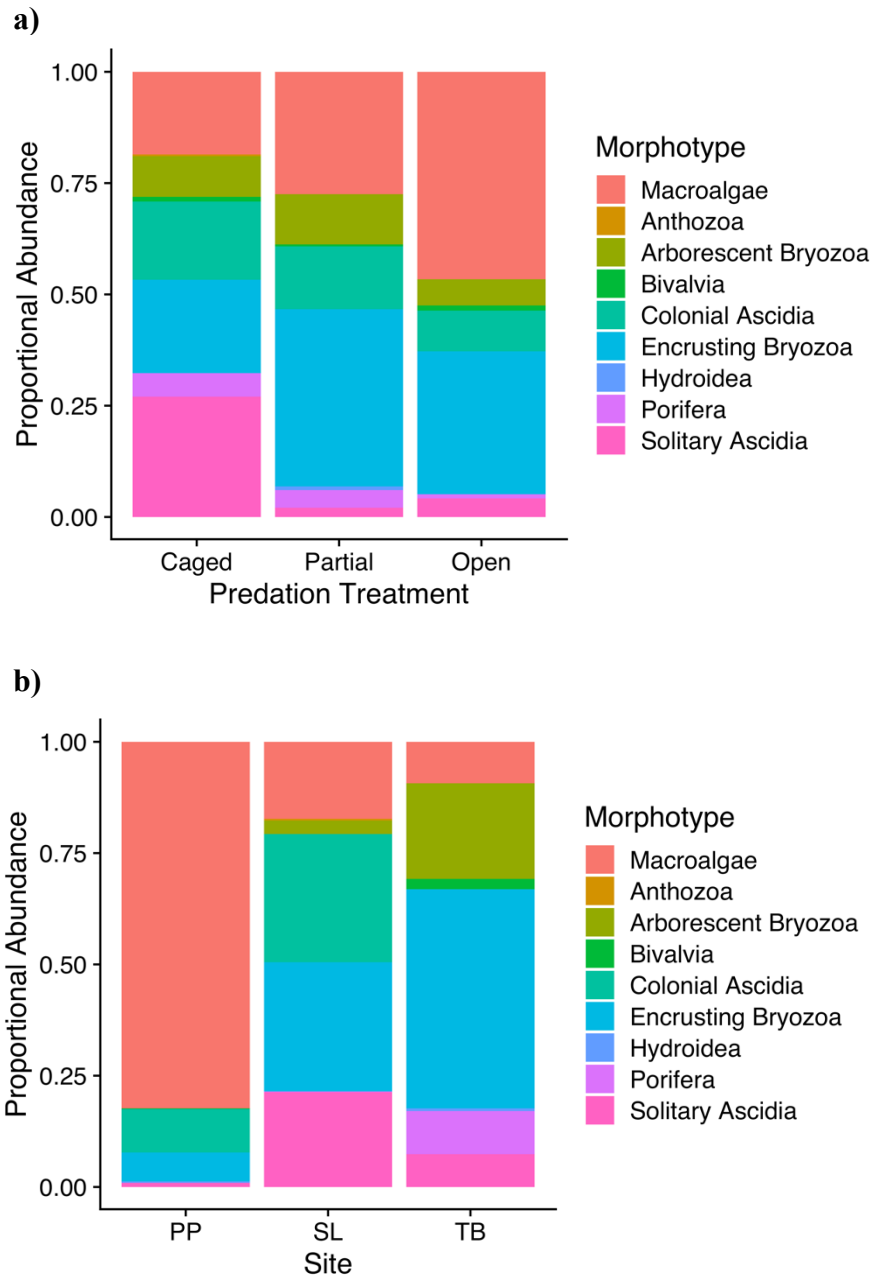 a)
Proportional Abundance
1.00
0.75
0.50
0.25
0.00
Caged
Partial
Open
Predation Treatment
Morphotype
Macroalgae
Anthozoa
Arborescent Bryozoa
Bivalvia
Colonial Ascidia
Encrusting Bryozoa
Hydroidea
Porifera
Solitary Ascidia
b)
Proportional Abundance
1.00
0.75
0.50
0.25
0.00
PP
SL
TB
Site
Morphotype
Macroalgae
Anthozoa
Arborescent Bryozoa
Bivalvia
Colonial Ascidia
Encrusting Bryozoa
Hydroidea
Porifera
Solitary Ascidia